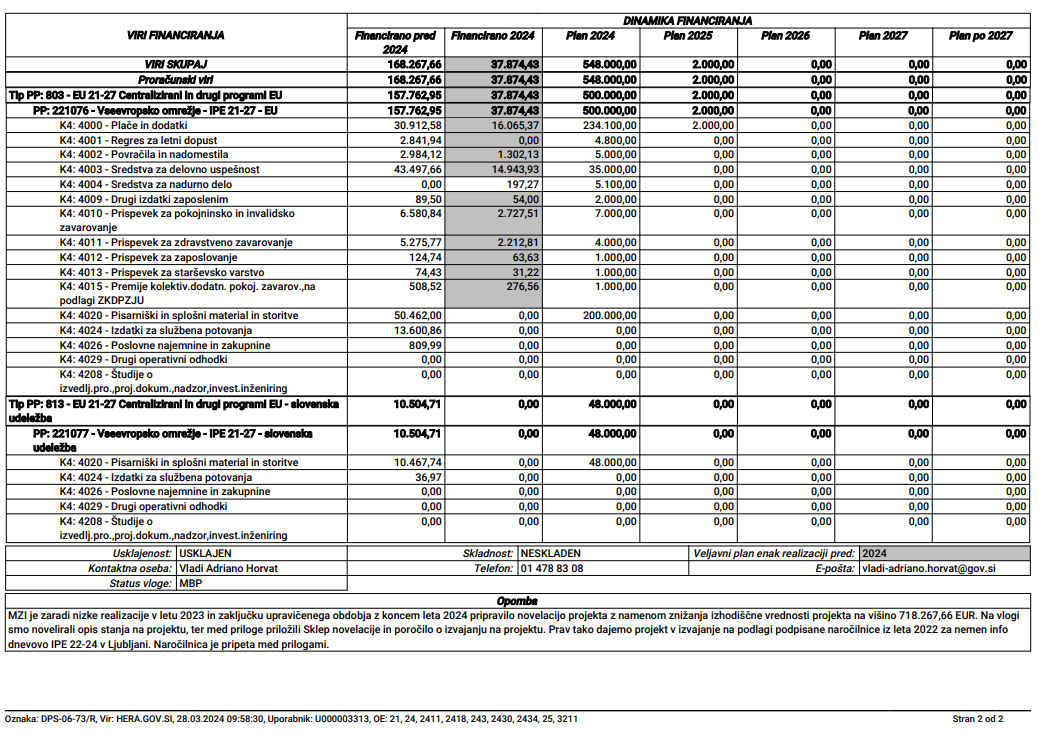 VIRI FINANCIRANJA DINAMIKA FINANCIRANJA
Financirano pred 2024 Financirano 2024 Plan 2024 Plan 2025 Plan 2026 Plan 2027 Plan po 2027
VIRI SKUPAJ 168.267,66 37.874,43 548.000,00 2.000,00 0,00 0,00 0,00
Proračunski viri 168.267,66 37.874,43 548.000,00 2.000,00 0,00 0,00 0,00
Tip PP: 803 - EU 21-27 Centralizirani in drugi programi EU 157.762,95 37.874,43 500.000,00 2.000,00 0,00 0,00 0,00
PP: 221076 - Vseevropsko omrežje - IPE 21-27 - EU 157.762,95 37.874,43 500.000,00 2.000,00 0,00 0,00 0,00
K4: 4000 - Plače in dodatki 30.912,58 16.065,37 234.100,00 2.000,00 0,00 0,00 0,00
K4: 4001 - Regres za letni dopust 2.841,94 0,00 4.800,00 0,00 0,00 0,00 0,00
K4: 4002 - Povračila in nadomestila 2.984,12 1.302,13 5.000,00 0,00 0,00 0,00 0,00
K4: 4003 - Sredstva za delovno uspešnost 43.497,66 14.943,93 35.000,00 0,00 0,00 0,00 0,00
K4: 4004 - Sredstva za nadurno delo 0,00 197,27 5.100,00 0,00 0,00 0,00 0,00
K4: 4009 - Drugi izdatki zaposlenim 89,50 54,00 2.000,00 0,00 0,00 0,00 0,00
K4: 4010 - Prispevek za pokojninsko in invalidsko 6.580,84 2.727,51 7.000,00 0,00 0,00 0,00 0,00
zavarovanje
K4: 4011 - Prispevek za zdravstveno zavarovanje 5.275,77 2.212,81 4.000,00 0,00 0,00 0,00 0,00
K4: 4012 - Prispevek za zaposlovanje 124,74 63,63 1.000,00 0,00 0,00 0,00 0,00
K4: 4013 - Prispevek za starševsko varstvo 74,43 31,22 1.000,00 0,00 0,00 0,00 0,00
K4: 4015 - Premije kolektiv.dodatn. pokoj. zavarov.,na 508,52 276,56 1.000,00 0,00 0,00 0,00 0,00
podlagi ZKDPZJU
K4: 4020 - Pisarniški in splošni material in storitve 50.462,00 0,00 200.000,00 0,00 0,00 0,00 0,00
K4: 4024 - Izdatki za službena potovanja 13.600,86 0,00 0,00 0,00 0,00 0,00 0,00
K4: 4026 - Poslovne najemnine in zakupnine 809,99 0,00 0,00 0,00 0,00 0,00 0,00
K4: 4029 - Drugi operativni odhodki 0,00 0,00 0,00 0,00 0,00 0,00 0,00
K4: 4208 - Študije o 0,00 0,00 0,00 0,00 0,00 0,00 0,00
izvedlj.pro.,proj.dokum.,nadzor,invest.inženiring
Tip PP: 813 - EU 21-27 Centralizirani in drugi programi EU - slovenska 10.504,71 0,00 48.000,00 0,00 0,00 0,00 0,00
udeležba
PP: 221077 - Vseevropsko omrežje - IPE 21-27 - slovenska 10.504,71 0,00 48.000,00 0,00 0,00 0,00 0,00
udeležba
K4: 4020 - Pisarniški in splošni material in storitve 10.467,74 0,00 48.000,00 0,00 0,00 0,00 0,00
K4: 4024 - Izdatki za službena potovanja 36,97 0,00 0,00 0,00 0,00 0,00 0,00
K4: 4026 - Poslovne najemnine in zakupnine 0,00 0,00 0,00 0,00 0,00 0,00 0,00
K4: 4029 - Drugi operativni odhodki 0,00 0,00 0,00 0,00 0,00 0,00 0,00
K4: 4208 - Študije o 0,00 0,00 0,00 0,00 0,00 0,00 0,00
izvedlj.pro.,proj.dokum.,nadzor,invest.inženiring
Usklajenost: USKLAJEN Skladnost: NESKLADEN Veljavni plan enak realizaciji pred: 2024
Kontaktna oseba: Vladi Adriano Horvat Telefon: 01 478 83 08 E-pošta: vladi-adriano.horvat@gov.si
Status vloge: MBP
Opomba
MZI je zaradi nizke realizacije v letu 2023 in zaključku upravičenega obdobja z koncem leta 2024 pripravilo novelacijo projekta z namenom znižanja izhodiščne vrednosti projekta na višino 718.267,66 EUR. Na vlogi
smo novelirali opis stanja na projektu, ter med priloge priložili Sklep novelacije in poročilo o izvajanju na projektu. Prav tako dajemo projekt v izvajanje na podlagi podpisane naročilnice iz leta 2022 za nemen info
dnevovo IPE 22-24 v Ljubljani. Naročilnica je pripeta med prilogami.
Oznaka: DPS-06-73/R, Vir: HERA.GOV.SI, 28.03.2024 09:58:30, Uporabnik: U000003313, OE: 21, 24, 2411, 2418, 243, 2430, 2434, 25, 3211 Stran 2 od 2